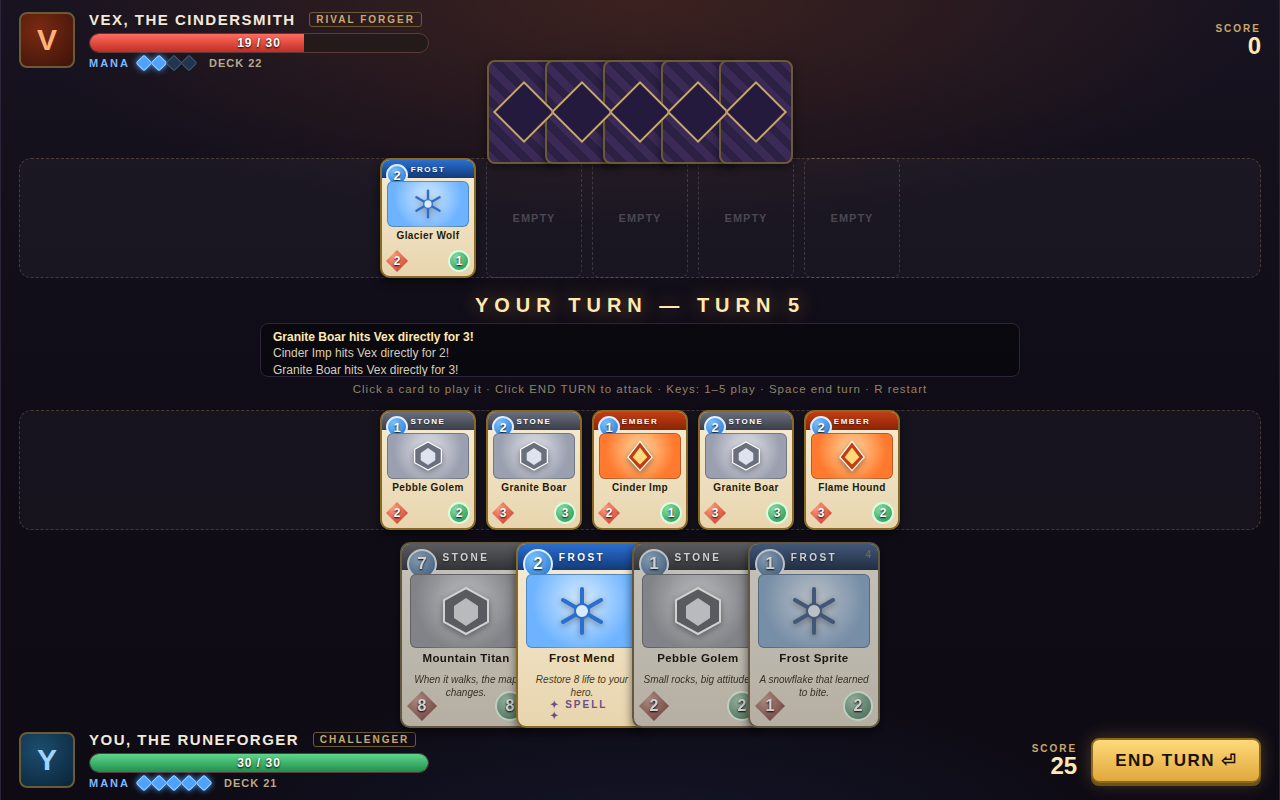 V
VEX, THE CINDERSMITH
RIVAL FORGER
19 / 30
MANA
DECK 22
SCORE
0
2
FROST
Glacier Wolf
2
1
EMPTY
EMPTY
EMPTY
EMPTY
YOUR TURN — TURN 5
Granite Boar hits Vex directly for 3!
Cinder Imp hits Vex directly for 2!
Granite Boar hits Vex directly for 3!
Click a card to play it · Click END TURN to attack · Keys: 1–5 play · Space end turn · R restart
1
STONE
Pebble Golem
2
2
2
STONE
Granite Boar
3
3
1
EMBER
Cinder Imp
2
1
2
STONE
Granite Boar
3
3
2
EMBER
Flame Hound
3
2
7
STONE
Mountain Titan
When it walks, the map
changes.
8
8
2
FROST
Frost Mend
Restore 8 life to your
hero.
✦ SPELL
✦
1
STONE
Pebble Golem
Small rocks, big attitude
2
2
1
FROST
4
Frost Sprite
A snowflake that learned
to bite.
1
2
Y
YOU, THE RUNEFORGER
CHALLENGER
30 / 30
MANA
DECK 21
SCORE
25
END TURN ⏎